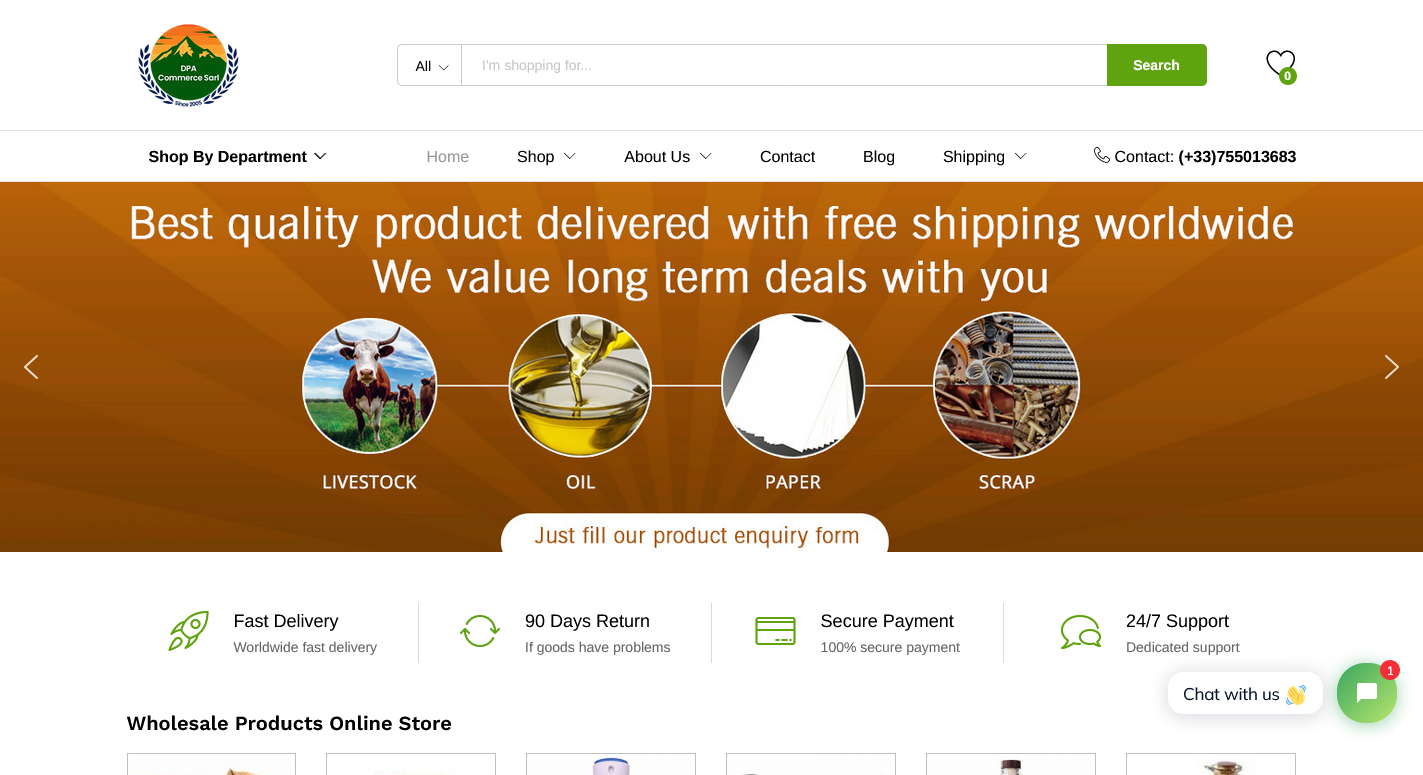 DPA
Commerce Sarl
Since 2005
All
I'm shopping for...
Search
0
Shop By Department
Home
Shop
About Us
Contact
Blog
Shipping
Contact: (+33)755013683
Best quality product delivered with free shipping worldwide
We value long term deals with you
LIVESTOCK
OIL
PAPER
SCRAP
Just fill our product enquiry form
Fast Delivery
Worldwide fast delivery
90 Days Return
If goods have problems
Secure Payment
100% secure payment
24/7 Support
Dedicated support
Chat with us
1
Wholesale Products Online Store